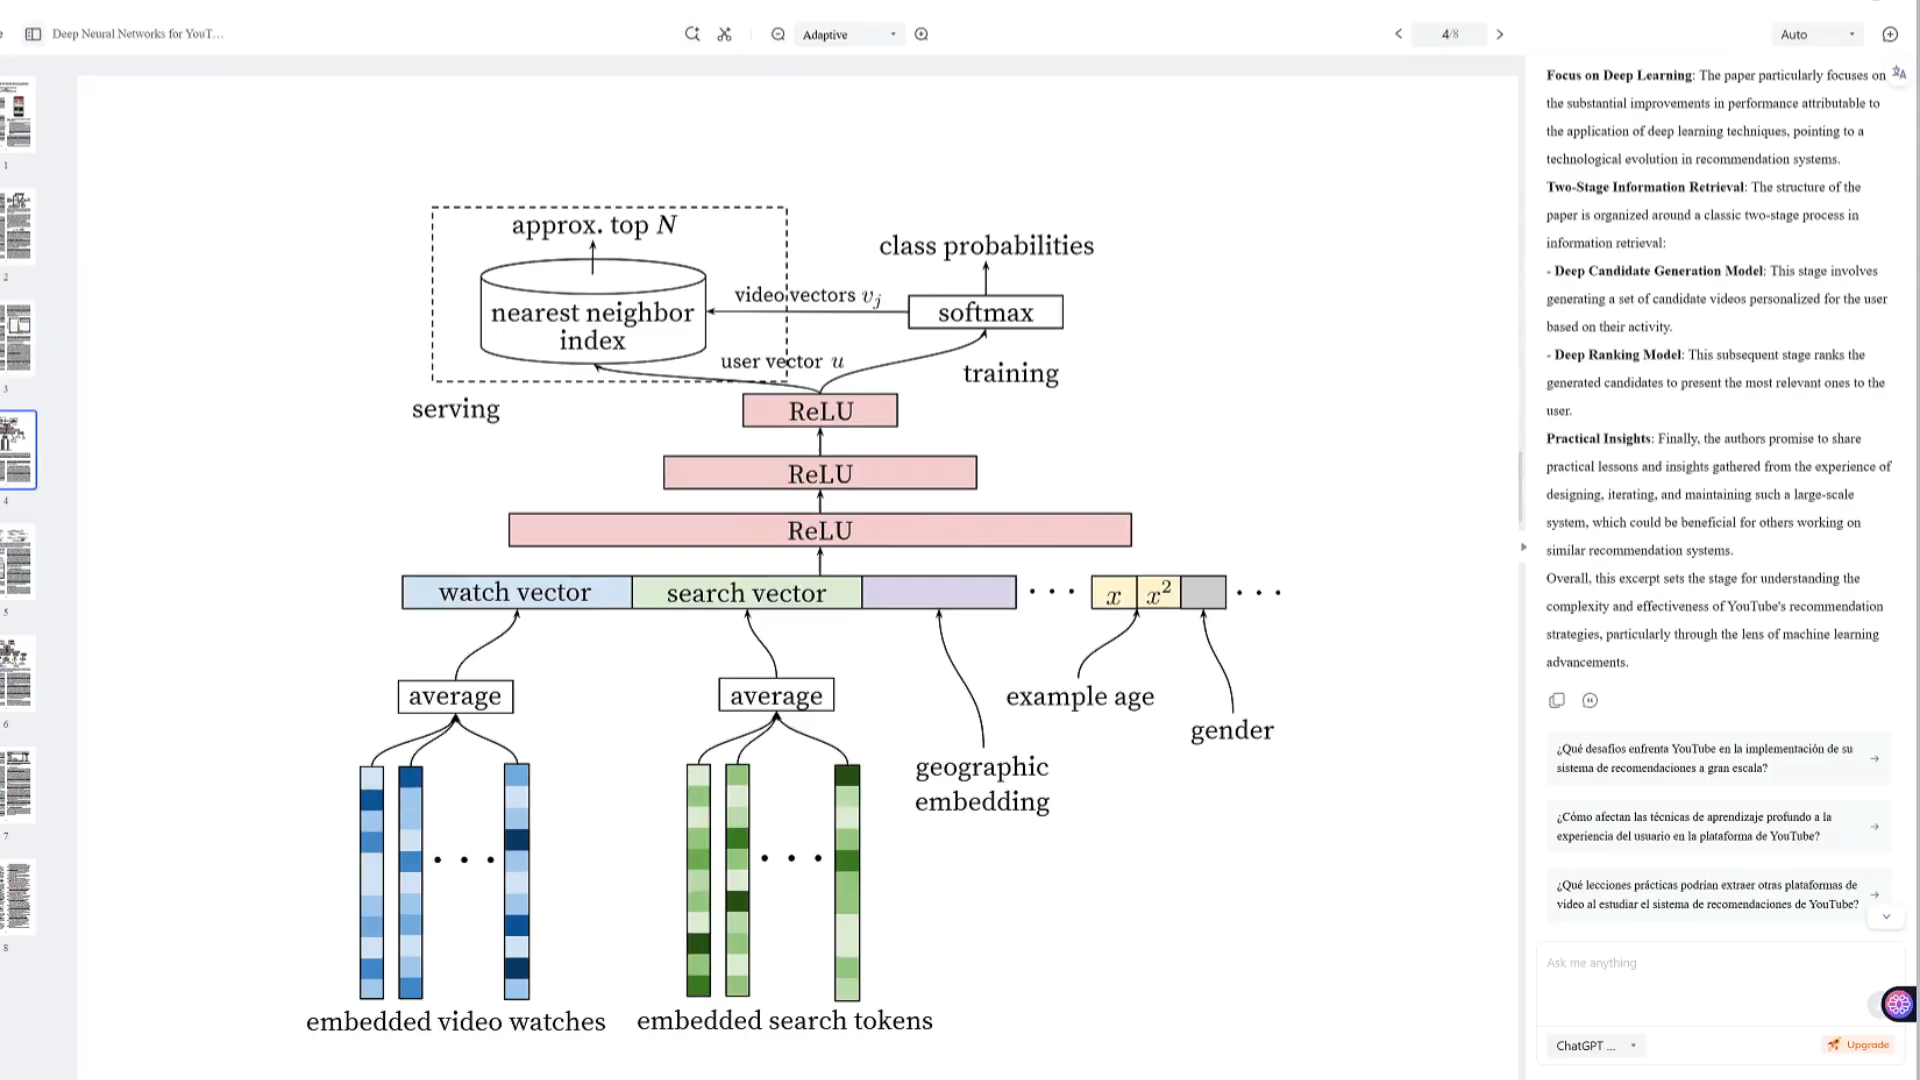 Deep Neural Networks for YouT...
Adaptive
4/8
Auto
1
2
3
4
5
6
7
8
approx. top N
nearest neighbor
index
class probabilities
video vectors vj
softmax
user vector u
training
serving
ReLU
ReLU
ReLU
watch vector
search vector
. . .
x
x²
. . .
average
average
example age
gender
geographic
embedding
. . .
. . .
embedded video watches
embedded search tokens
Focus on Deep Learning: The paper particularly focuses on
the substantial improvements in performance attributable to
the application of deep learning techniques, pointing to a
technological evolution in recommendation systems.
Two-Stage Information Retrieval: The structure of the
paper is organized around a classic two-stage process in
information retrieval:
- Deep Candidate Generation Model: This stage involves
generating a set of candidate videos personalized for the user
based on their activity.
- Deep Ranking Model: This subsequent stage ranks the
generated candidates to present the most relevant ones to the
user.
Practical Insights: Finally, the authors promise to share
practical lessons and insights gathered from the experience of
designing, iterating, and maintaining such a large-scale
system, which could be beneficial for others working on
similar recommendation systems.
Overall, this excerpt sets the stage for understanding the
complexity and effectiveness of YouTube's recommendation
strategies, particularly through the lens of machine learning
advancements.
¿Qué desafíos enfrenta YouTube en la implementación de su
sistema de recomendaciones a gran escala?
¿Cómo afectan las técnicas de aprendizaje profundo a la
experiencia del usuario en la plataforma de YouTube?
¿Qué lecciones prácticas podrían extraer otras plataformas de
video al estudiar el sistema de recomendaciones de YouTube?
Ask me anything
ChatGPT ...
Upgrade